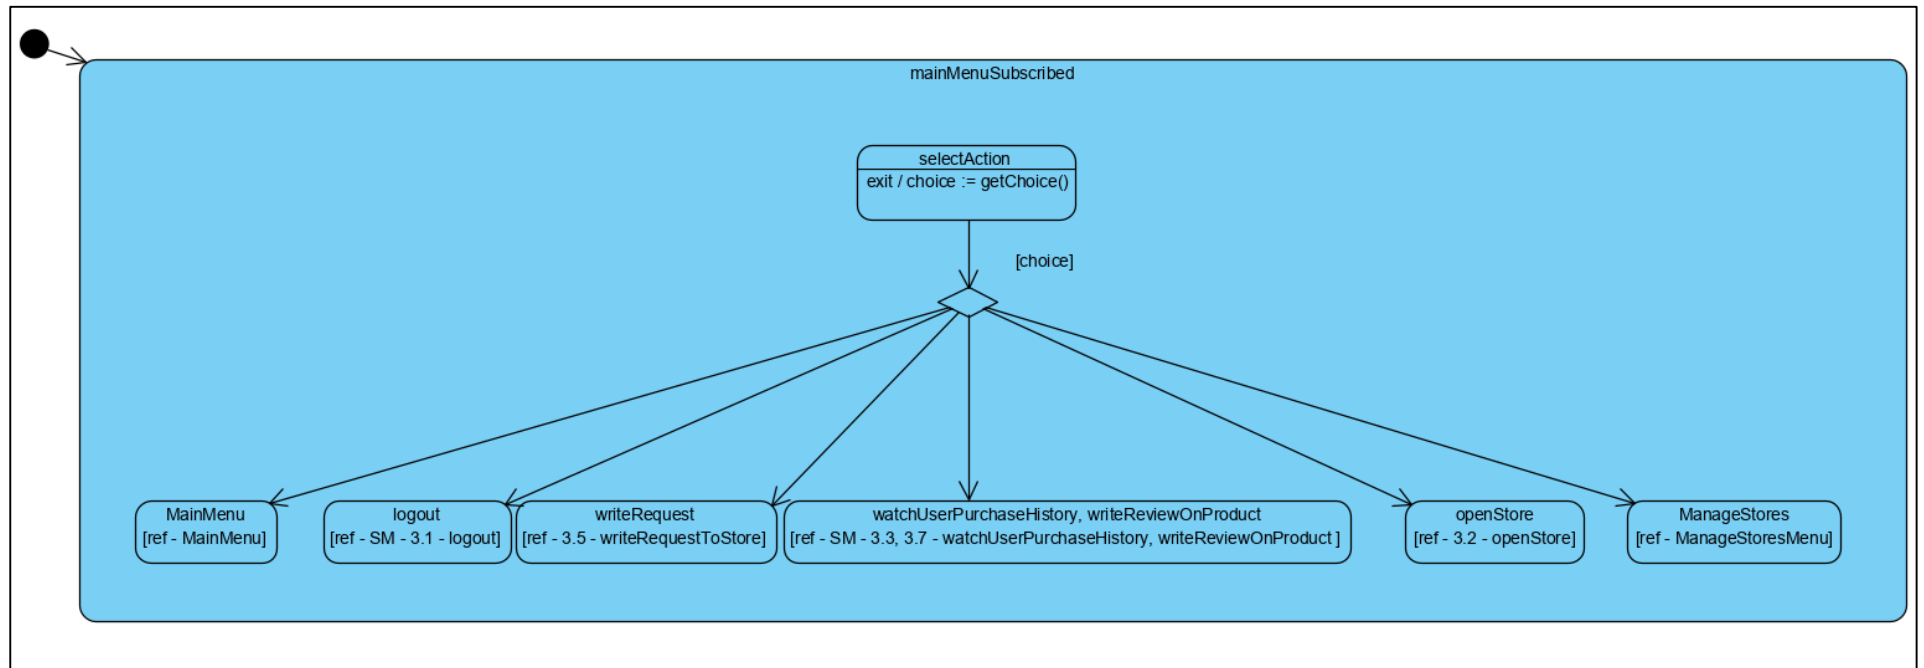 mainMenuSubscribed
selectAction
exit / choice := getChoice()
[choice]
MainMenu
[ref - MainMenu]
logout
[ref - SM - 3.1 - logout]
writeRequest
[ref - 3.5 - writeRequestToStore]
watchUserPurchaseHistory, writeReviewOnProduct
[ref - SM - 3.3, 3.7 - watchUserPurchaseHistory, writeReviewOnProduct ]
openStore
[ref - 3.2 - openStore]
ManageStores
[ref - ManageStoresMenu]